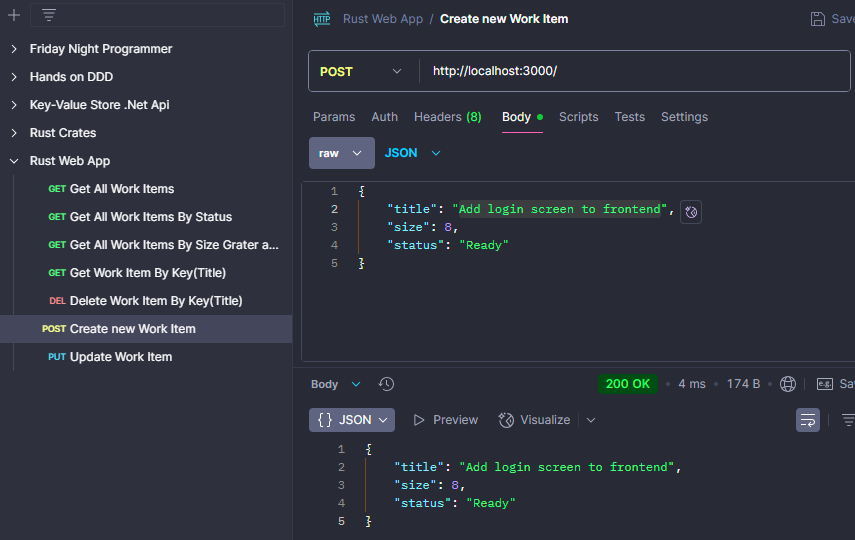 Friday Night Programmer
Hands on DDD
Key-Value Store .Net Api
Rust Crates
Rust Web App
GET Get All Work Items
GET Get All Work Items By Status
GET Get All Work Items By Size Grater a...
GET Get Work Item By Key(Title)
DEL Delete Work Item By Key(Title)
POST Create new Work Item
PUT Update Work Item
HTTP Rust Web App / Create new Work Item
Save
POST http://localhost:3000/
Params Auth Headers (8) Body Scripts Tests Settings
raw JSON
1 {
2 "title": "Add login screen to frontend",
3 "size": 8,
4 "status": "Ready"
5 }
Body 200 OK 4 ms 174 B e.g. Sa
{} JSON Preview Visualize
1 {
2 "title": "Add login screen to frontend",
3 "size": 8,
4 "status": "Ready"
5 }